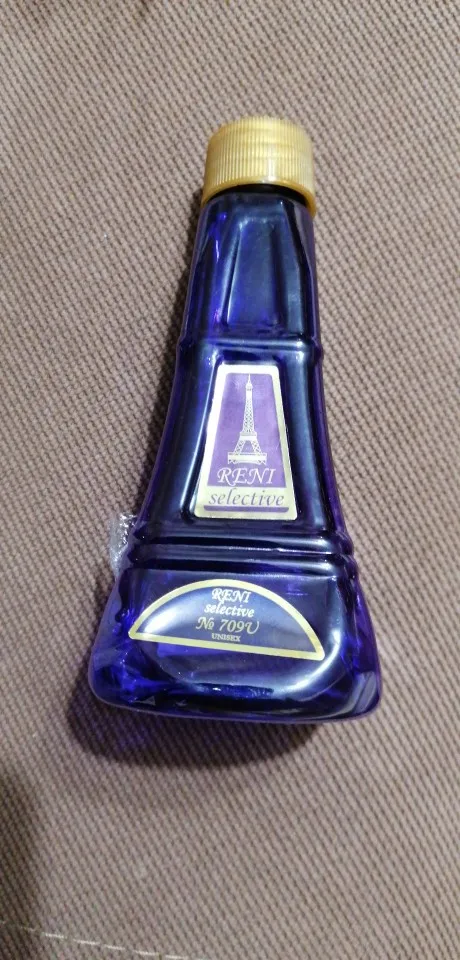 RENI
selective
RENI
selective
№ 709U
UNISEX